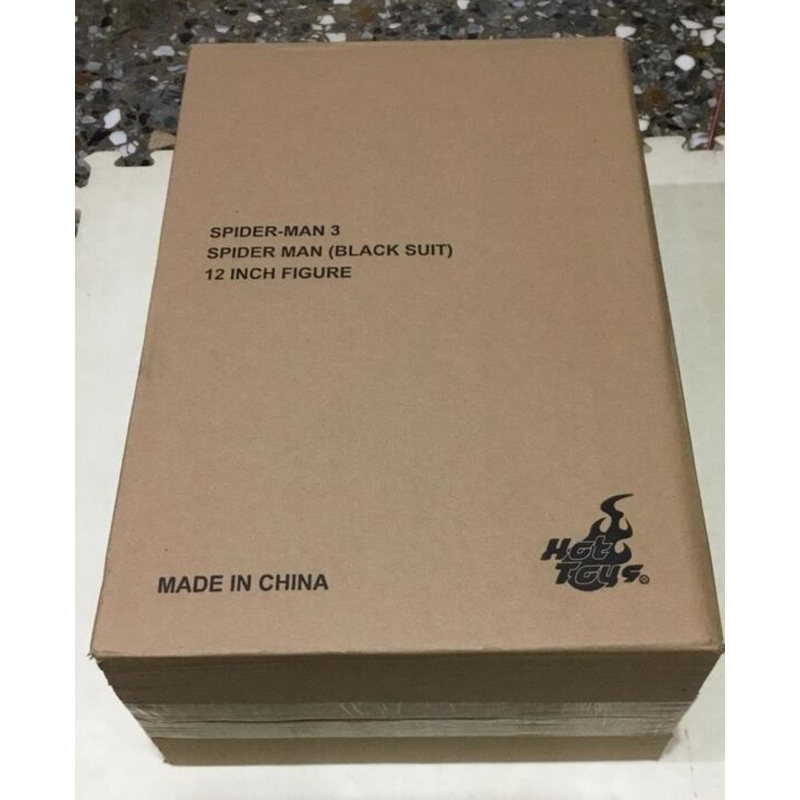 SPIDER-MAN 3
SPIDER MAN (BLACK SUIT)
12 INCH FIGURE
MADE IN CHINA
Hot
Toys®